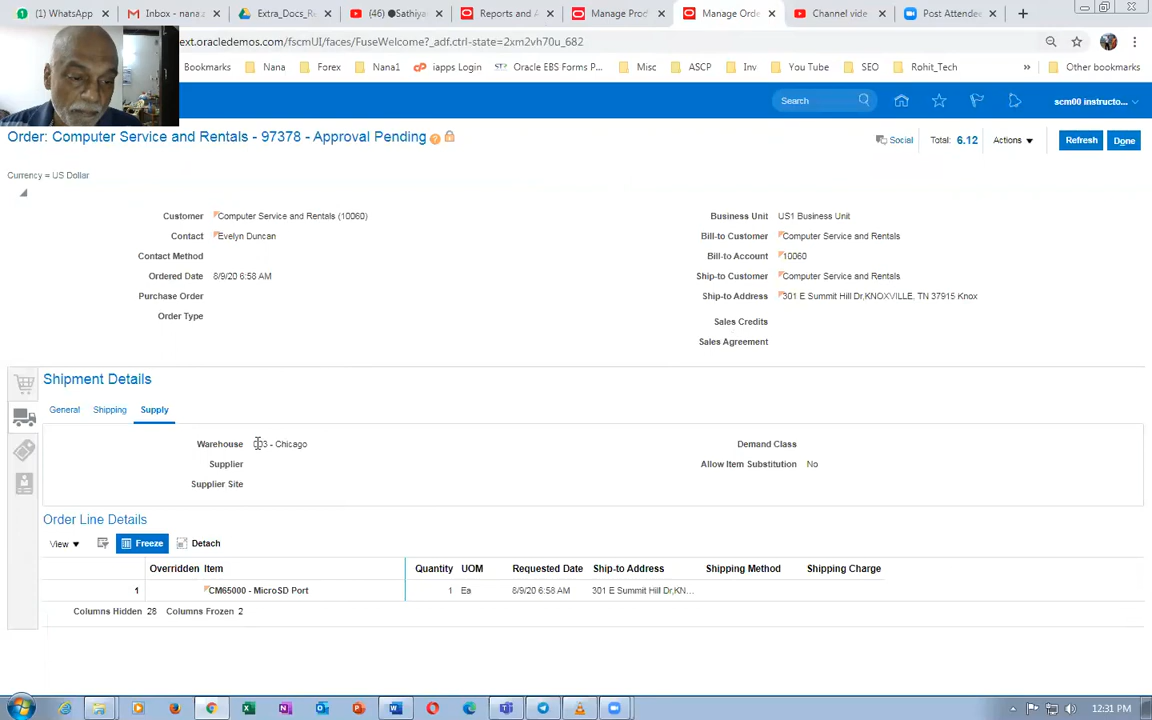 (1) WhatsApp
Inbox - nana.
Extra_Docs_Re
(46) ●Sathiya
Reports and A
Manage Prod
Manage Orde
Channel vide
Post Attendee
ext.oracledemos.com/fscmUI/faces/FuseWelcome?_adf.ctrl-state=2xm2vh70u_682
Bookmarks Nana Forex Nana1 iapps Login Oracle EBS Forms P... Misc ASCP Inv You Tube SEO Rohit_Tech » Other bookmarks
Search scm00 instructo...
Order: Computer Service and Rentals - 97378 - Approval Pending
Social Total: 6.12 Actions Refresh Done
Currency = US Dollar
Customer Computer Service and Rentals (10060)
Contact Evelyn Duncan
Contact Method
Ordered Date 8/9/20 6:58 AM
Purchase Order
Order Type
Business Unit US1 Business Unit
Bill-to Customer Computer Service and Rentals
Bill-to Account 10060
Ship-to Customer Computer Service and Rentals
Ship-to Address 301 E Summit Hill Dr,KNOXVILLE, TN 37915 Knox
Sales Credits
Sales Agreement
Shipment Details
General Shipping Supply
Warehouse - Chicago
Supplier
Supplier Site
Demand Class
Allow Item Substitution No
Order Line Details
View Freeze Detach
Overridden Item Quantity UOM Requested Date Ship-to Address Shipping Method Shipping Charge
1 CM65000 - MicroSD Port 1 Ea 8/9/20 6:58 AM 301 E Summit Hill Dr,KN...
Columns Hidden 28 Columns Frozen 2
12:31 PM